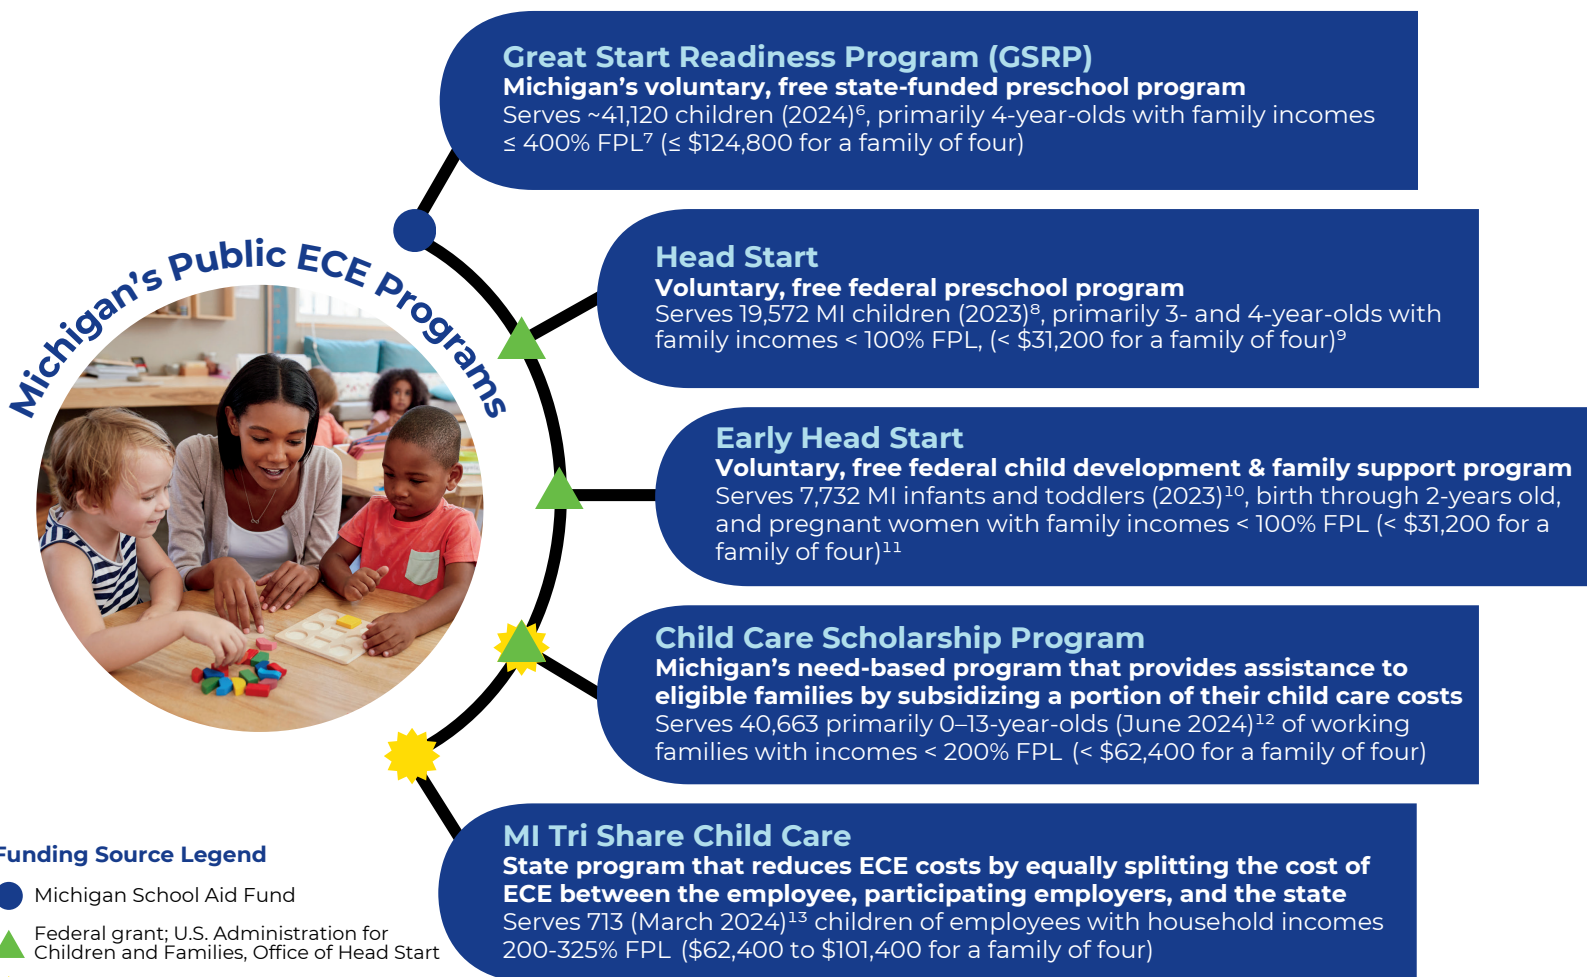 Great Start Readiness Program (GSRP)
Michigan's voluntary, free state-funded preschool program
Serves ~41,120 children (2024)⁶, primarily 4-year-olds with family incomes
≤ 400% FPL⁷ (≤ $124,800 for a family of four)
Michigan's Public ECE Programs
Head Start
Voluntary, free federal preschool program
Serves 19,572 MI children (2023)⁸, primarily 3- and 4-year-olds with
family incomes < 100% FPL, (< $31,200 for a family of four)⁹
Early Head Start
Voluntary, free federal child development & family support program
Serves 7,732 MI infants and toddlers (2023)¹⁰, birth through 2-years old,
and pregnant women with family incomes < 100% FPL (< $31,200 for a
family of four)¹¹
Child Care Scholarship Program
Michigan's need-based program that provides assistance to
eligible families by subsidizing a portion of their child care costs
Serves 40,663 primarily 0–13-year-olds (June 2024)¹² of working
families with incomes < 200% FPL (< $62,400 for a family of four)
MI Tri Share Child Care
State program that reduces ECE costs by equally splitting the cost of
ECE between the employee, participating employers, and the state
Serves 713 (March 2024)¹³ children of employees with household incomes
200-325% FPL ($62,400 to $101,400 for a family of four)
Funding Source Legend
Michigan School Aid Fund
Federal grant; U.S. Administration for
Children and Families, Office of Head Start